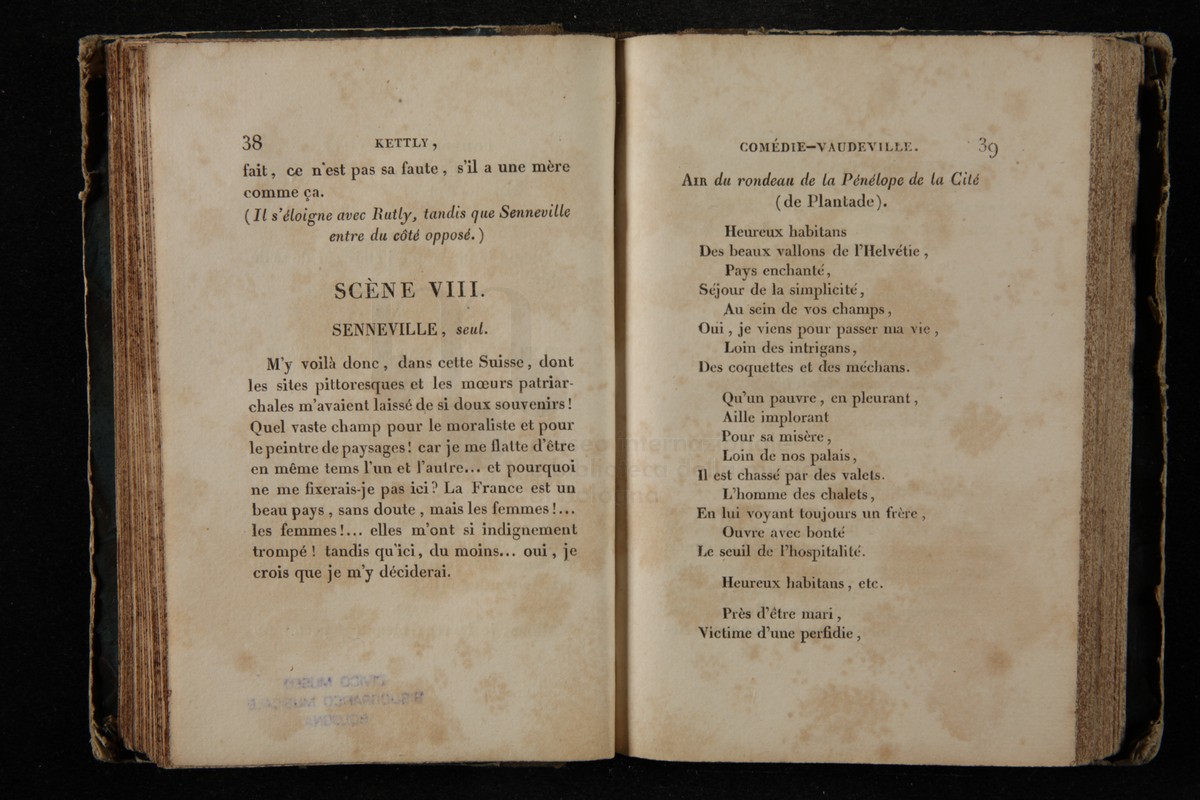 38 KETTLY,
fait, ce n'est pas sa faute, s'il a une mère
comme ça.
(Il s'éloigne avec Rutly, tandis que Senneville
entre du côté opposé.)
SCÈNE VIII.
SENNEVILLE, seul.
M'y voilà donc, dans cette Suisse, dont
les sites pittoresques et les mœurs patriar-
chales m'avaient laissé de si doux souvenirs!
Quel vaste champ pour le moraliste et pour
le peintre de paysages! car je me flatte d'être
en même tems l'un et l'autre... et pourquoi
ne me fixerais-je pas ici? La France est un
beau pays, sans doute, mais les femmes!...
les femmes!... elles m'ont si indignement
trompé! tandis qu'ici, du moins... oui, je
crois que je m'y déciderai.
CIVICO MUSEO
BIBLIOGRAFICO MUSICALE
BOLOGNA
COMÉDIE-VAUDEVILLE. 39
AIR du rondeau de la Pénélope de la Cité
(de Plantade).
Heureux habitans
Des beaux vallons de l'Helvétie,
Pays enchanté,
Séjour de la simplicité,
Au sein de vos champs,
Oui, je viens pour passer ma vie,
Loin des intrigans,
Des coquettes et des méchans.
Qu'un pauvre, en pleurant,
Aille implorant
Pour sa misère,
Loin de nos palais,
Il est chassé par des valets.
L'homme des chalets,
En lui voyant toujours un frère,
Ouvre avec bonté
Le seuil de l'hospitalité.
Heureux habitans, etc.
Près d'être mari,
Victime d'une perfidie,